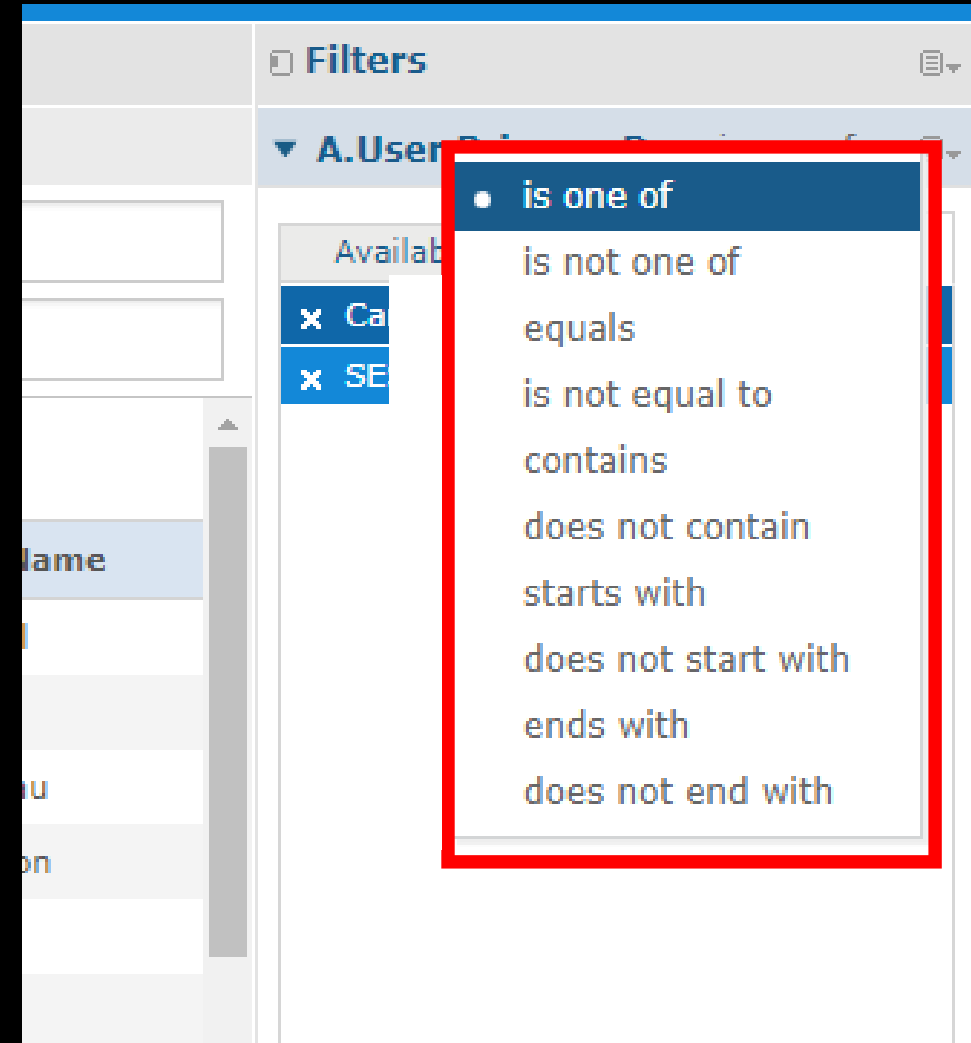 Filters
A.User
is one of
Availab
is not one of
Ca
equals
SE
is not equal to
contains
does not contain
Name
starts with
does not start with
ends with
does not end with